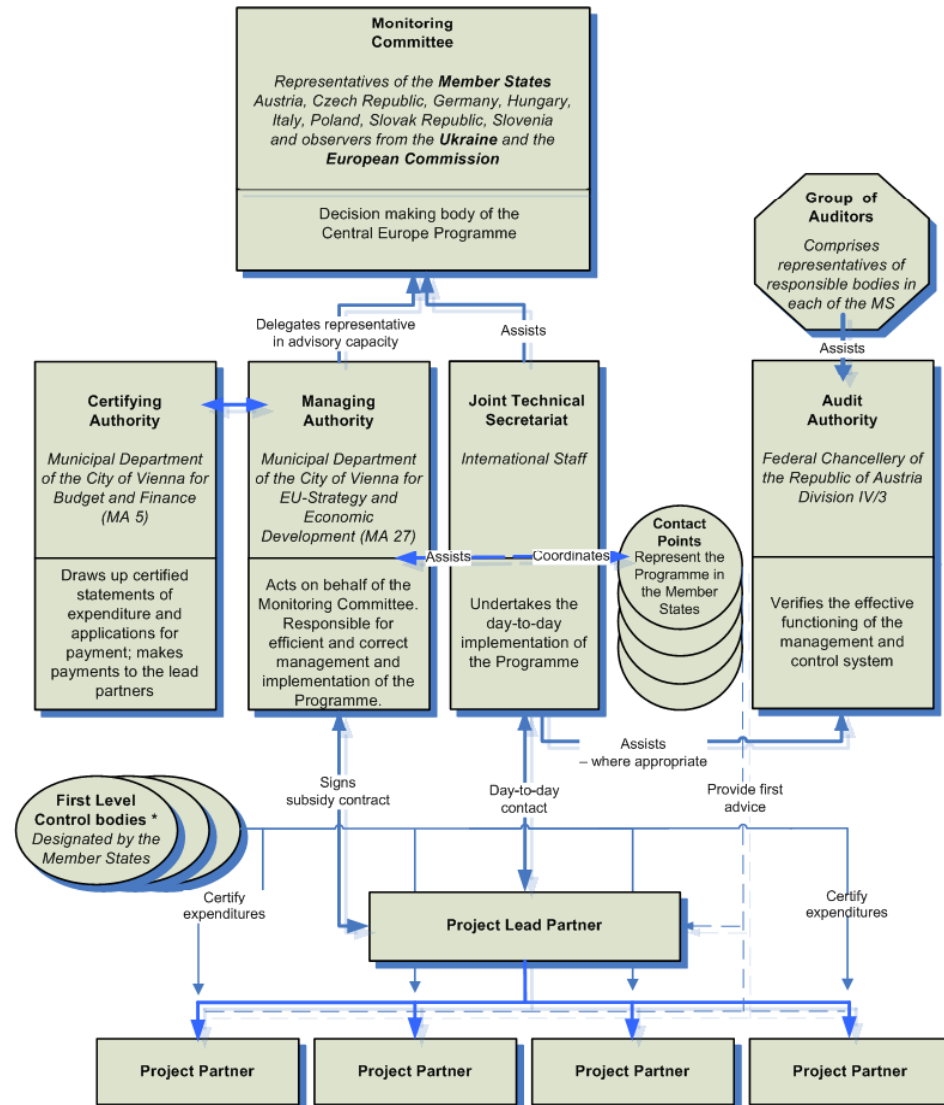 Monitoring
Committee
Representatives of the Member States
Austria, Czech Republic, Germany, Hungary,
Italy, Poland, Slovak Republic, Slovenia
and observers from the Ukraine and the
European Commission
Decision making body of the
Central Europe Programme
Group of
Auditors
Comprises
representatives of
responsible bodies in
each of the MS
Delegates representative
in advisory capacity
Assists
Assists
Certifying
Authority
Municipal Department
of the City of Vienna for
Budget and Finance
(MA 5)
Draws up certified
statements of
expenditure and
applications for
payment; makes
payments to the lead
partners
Managing
Authority
Municipal Department
of the City of Vienna for
EU-Strategy and
Economic
Development (MA 27)
Acts on behalf of the
Monitoring Committee.
Responsible for
efficient and correct
management and
implementation of the
Programme.
Joint Technical
Secretariat
International Staff
Assists
Coordinates
Undertakes the
day-to-day
implementation
of the Programme
Contact
Points
Represent the
Programme in
the Member
States
Audit
Authority
Federal Chancellery of
the Republic of Austria
Division IV/3
Verifies the effective
functioning of the
management and
control system
Assists
– where appropriate
Signs
subsidy contract
Day-to-day
contact
Provide first
advice
First Level
Control bodies *
Designated by the
Member States
Certify
expenditures
Certify
expenditures
Project Lead Partner
Project Partner
Project Partner
Project Partner
Project Partner